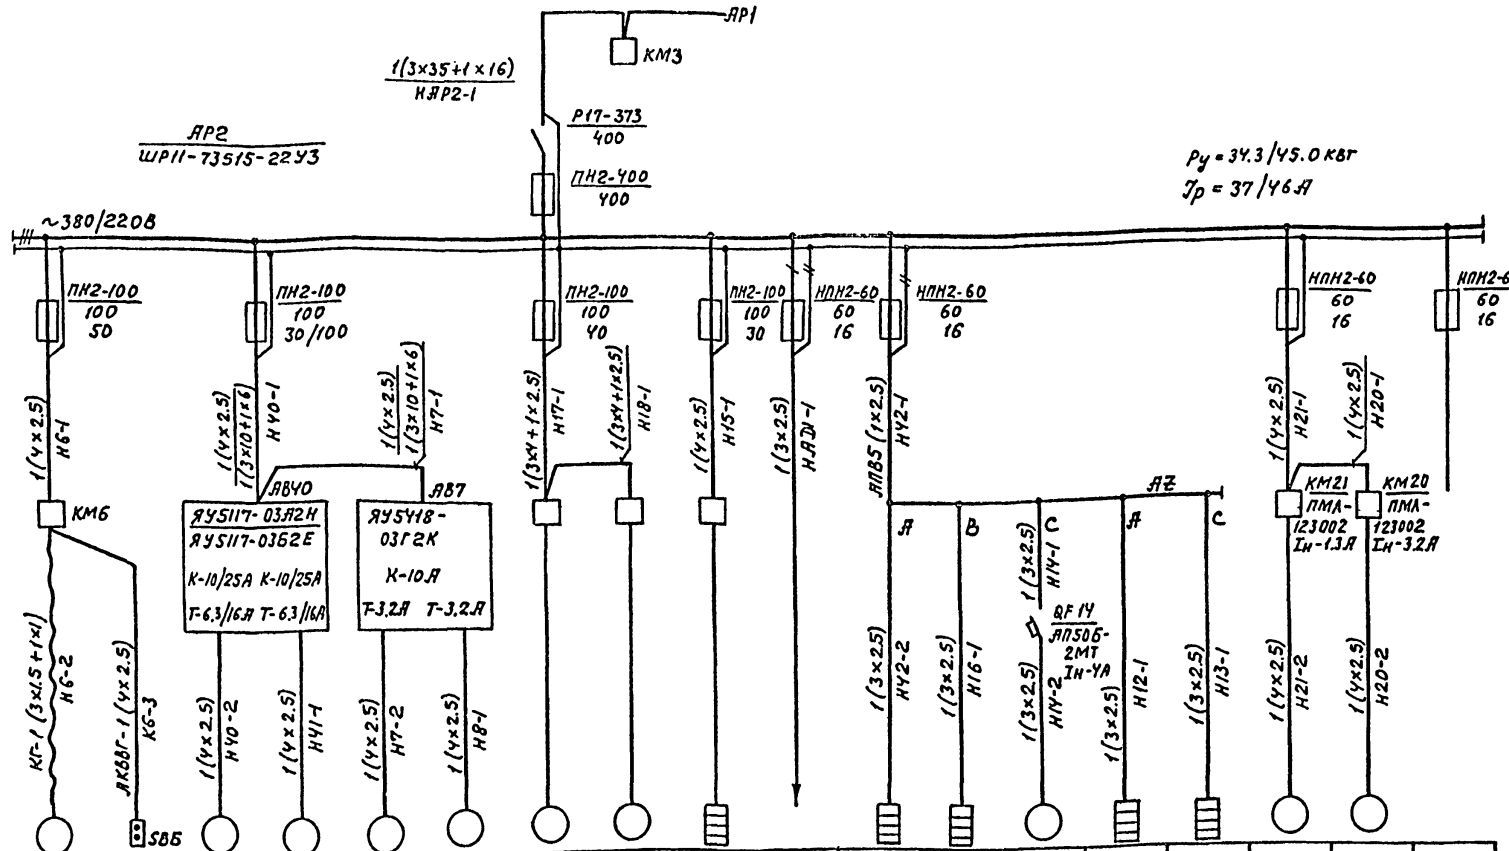 АР1
КМ3
1(3×35+1×16)
НАР2-1
Р17-373
400
АР2
ШР11-73515-22У3
ПН2-400
400
Ру = 34.3/45.0 кВт
Iр = 37/46 А
~380/220В
ПН2-100
100
50
ПН2-100
100
30/100
ПН2-100
100
40
ПН2-100
100
30
НПН2-60
60
16
НПН2-60
60
16
НПН2-60
60
16
НПН2-6
60
16
1(4×2.5)
Н6-1
1(4×2.5)
1(3×10+1×6)
Н40-1
1(4×2.5)
1(3×10+1×6)
Н7-1
1(3×4+1×2.5)
Н17-1
1(3×4+1×2.5)
Н18-1
1(4×2.5)
Н15-1
1(3×2.5)
НАД1-1
АПВ5(1×2.5)
Н42-1
1(4×2.5)
Н21-1
1(4×2.5)
Н20-1
КМ6
АВ40
ЯУ5117-03А2Н
ЯУ5117-03Б2Е
К-10/25А К-10/25А
Т-6.3/16А Т-6.3/16А
АВ7
ЯУ5418-
03Г2К
К-10А
Т-3.2А Т-3.2А
А
В
С
А
АZ
С
КМ21
ПМЛ-
123002
Iн-1.3А
КМ20
ПМЛ-
123002
Iн-3.2А
1(3×2.5)
Н14-1
QF14
АП50Б-
2МТ
Iн-4А
КГ-1 (3×1.5+1×1)
Н6-2
АКВВГ-1 (4×2.5)
К6-3
1(4×2.5)
Н40-2
1(4×2.5)
Н41-1
1(4×2.5)
Н7-2
1(4×2.5)
Н8-1
1(3×2.5)
Н42-2
1(3×2.5)
Н16-1
1(3×2.5)
Н14-2
1(3×2.5)
Н12-1
1(3×2.5)
Н13-1
1(4×2.5)
Н21-2
1(4×2.5)
Н20-2
SВ6